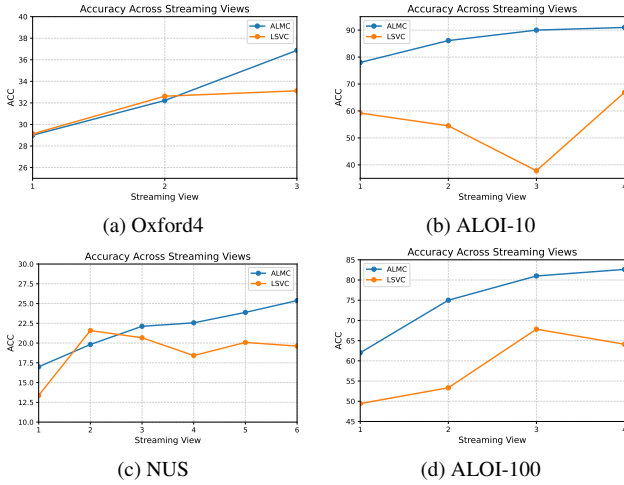 Accuracy Across Streaming Views
ALMC
LSVC
40
38
36
34
32
30
28
26
ACC
1
2
3
Streaming View
(a) Oxford4
Accuracy Across Streaming Views
ALMC
LSVC
90
80
70
60
50
40
ACC
1
2
3
4
Streaming View
(b) ALOI-10
Accuracy Across Streaming Views
ALMC
LSVC
30.0
27.5
25.0
22.5
20.0
17.5
15.0
12.5
10.0
ACC
1
2
3
4
5
6
Streaming View
(c) NUS
Accuracy Across Streaming Views
ALMC
LSVC
85
80
75
70
65
60
55
50
45
ACC
1
2
3
4
Streaming View
(d) ALOI-100